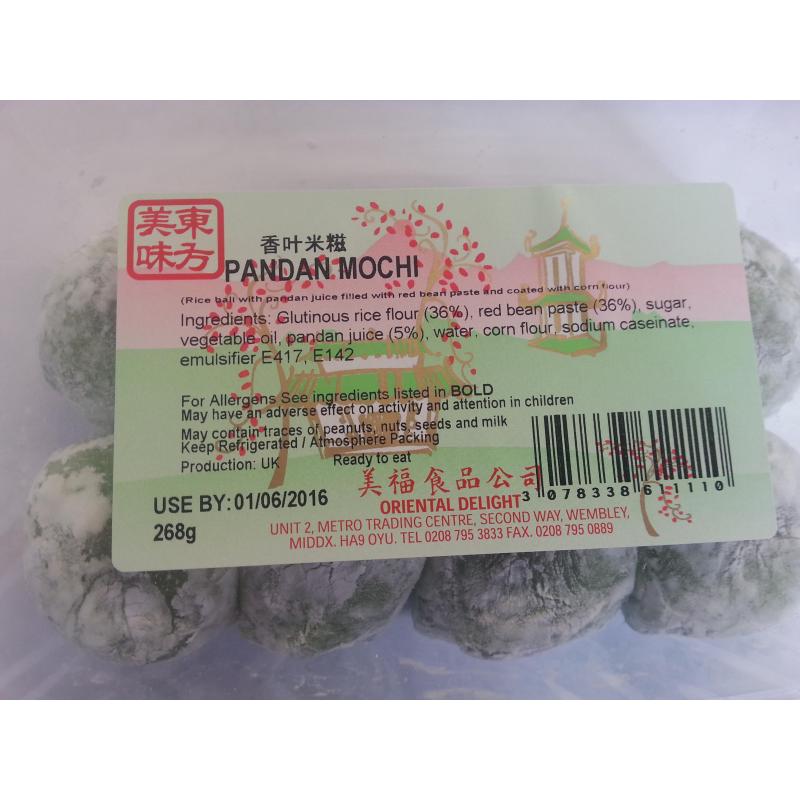 東方
美味
香叶米糍
PANDAN MOCHI
(Rice ball with pandan juice filled with red bean paste and coated with corn flour)
Ingredients: Glutinous rice flour (36%), red bean paste (36%), sugar,
vegetable oil, pandan juice (5%), water, corn flour, sodium caseinate,
emulsifier E417, E142
For Allergens See ingredients listed in BOLD
May have an adverse effect on activity and attention in children
May contain traces of peanuts, nuts, seeds and milk
Keep Refrigerated / Atmosphere Packing
Production: UK Ready to eat
美福食品公司
USE BY: 01/06/2016
ORIENTAL DELIGHT
3 078338 611110
268g
UNIT 2, METRO TRADING CENTRE, SECOND WAY, WEMBLEY,
MIDDX. HA9 OYU. TEL 0208 795 3833 FAX. 0208 795 0889